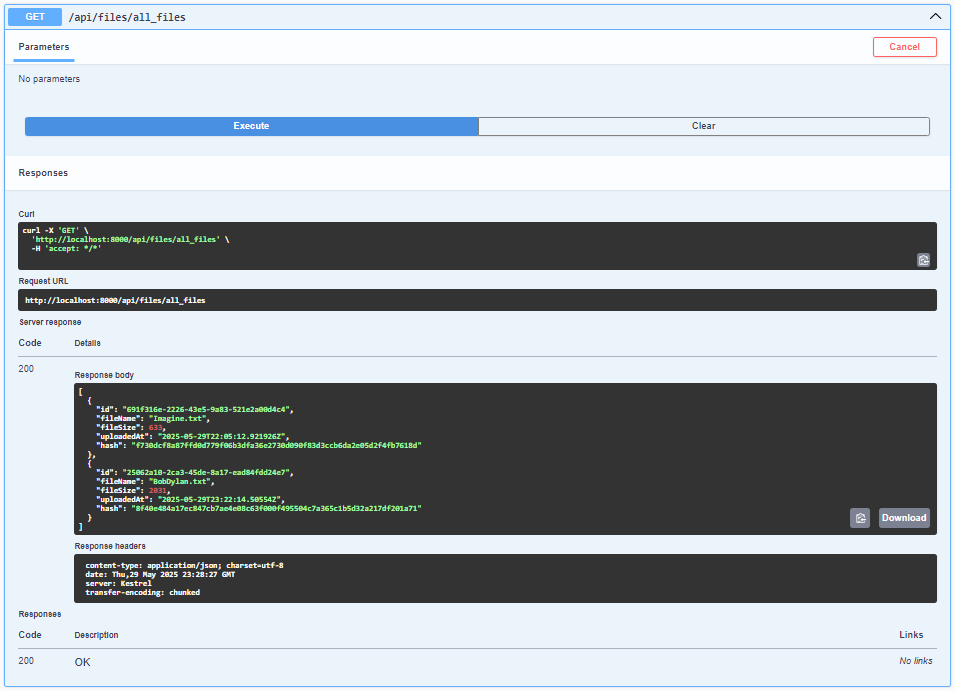 GET /api/files/all_files
Parameters
Cancel
No parameters
Execute
Clear
Responses
Curl
curl -X 'GET' \
'http://localhost:8000/api/files/all_files' \
-H 'accept: */*'
Request URL
http://localhost:8000/api/files/all_files
Server response
Code Details
200
Response body
[
{
"id": "691f316e-2226-43e5-9a83-521e2a00d4c4",
"fileName": "Imagine.txt",
"fileSize": 633,
"uploadedAt": "2025-05-29T22:05:12.921926Z",
"hash": "f730dcf8a87ffd0d779f06b3dfa36e2730d090f83d3ccb6da2e05d2f4fb7618d"
},
{
"id": "25062a10-2ca3-45de-8a17-ead84fdd24e7",
"fileName": "BobDylan.txt",
"fileSize": 2031,
"uploadedAt": "2025-05-29T23:22:14.50554Z",
"hash": "8f40e484a17ec847cb7ae4e08c63f000f495504c7a365c1b5d32a217df201a71"
}
]
Download
Response headers
content-type: application/json; charset=utf-8
date: Thu,29 May 2025 23:28:27 GMT
server: Kestrel
transfer-encoding: chunked
Responses
Code Description Links
200 OK No links